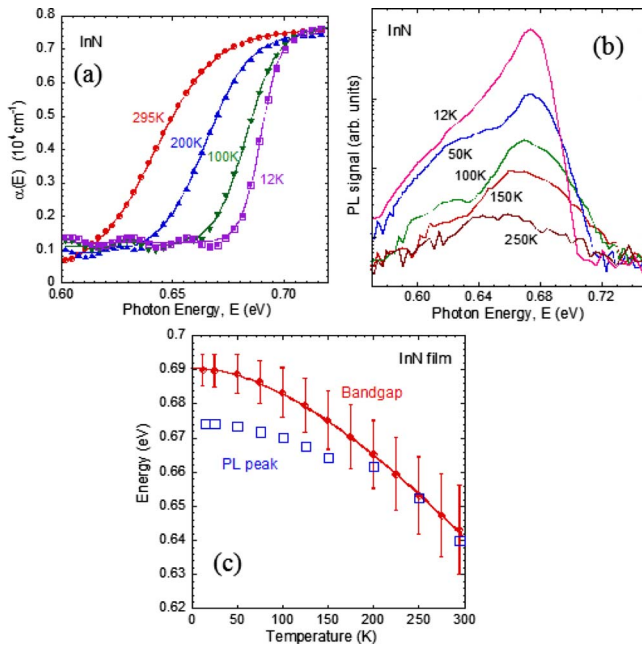 InN
(a)
α(E) (10⁴ cm⁻¹)
0.8
0.7
0.6
0.5
0.4
0.3
0.2
0.1
0
295K
200K
100K
12K
0.60
0.65
0.70
Photon Energy, E (eV)
InN
(b)
PL signal (arb. units)
12K
50K
100K
150K
250K
0.60
0.64
0.68
0.72
Photon Energy, E (eV)
InN film
Bandgap
PL peak
(c)
Energy (eV)
0.7
0.69
0.68
0.67
0.66
0.65
0.64
0.63
0.62
0
50
100
150
200
250
300
Temperature (K)